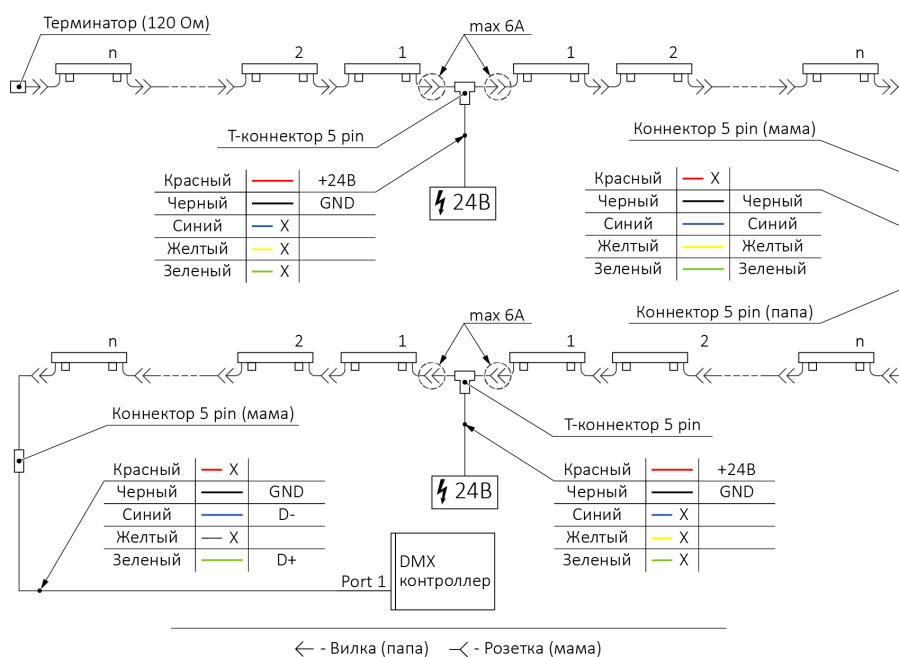 Терминатор (120 Ом)
max 6A
n
2
1
1
2
n
Т-коннектор 5 pin
Коннектор 5 pin (мама)
24В
Красный +24В
Черный GND
Синий X
Желтый X
Зеленый X
Красный X
Черный Черный
Синий Синий
Желтый Желтый
Зеленый Зеленый
Коннектор 5 pin (папа)
max 6A
n
2
1
1
2
n
Коннектор 5 pin (мама)
Т-коннектор 5 pin
24В
Красный X
Черный GND
Синий D-
Желтый X
Зеленый D+
Красный +24В
Черный GND
Синий X
Желтый X
Зеленый X
Port 1
DMX
контроллер
- Вилка (папа) - Розетка (мама)